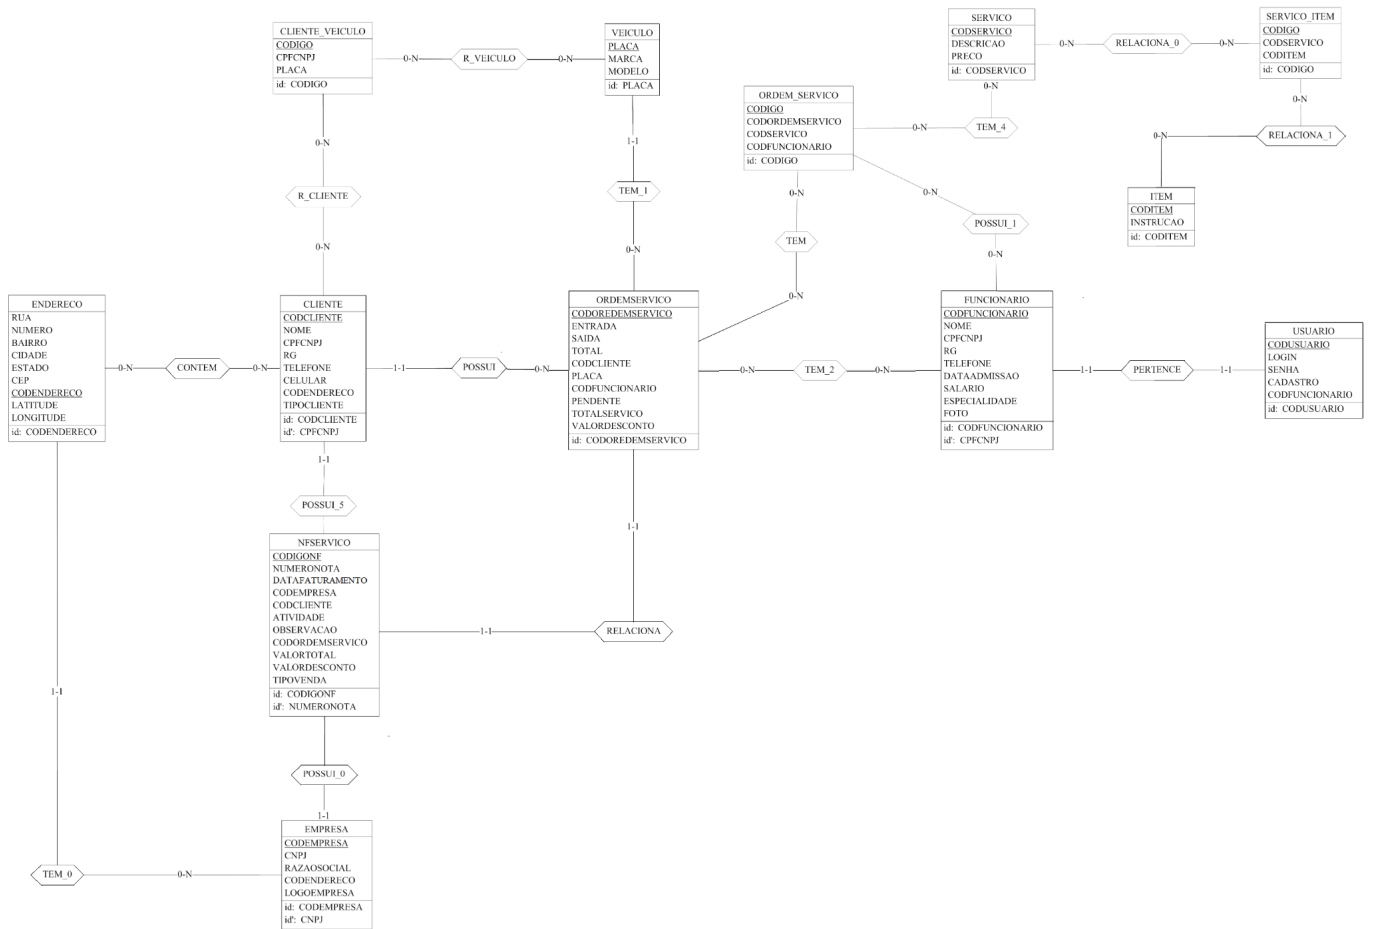 CLIENTE_VEICULO
CODIGO
CPFCNPJ
PLACA
id: CODIGO
0-N
R_VEICULO
0-N
VEICULO
PLACA
MARCA
MODELO
id: PLACA
SERVICO
CODSERVICO
DESCRICAO
PRECO
id: CODSERVICO
0-N
RELACIONA_0
0-N
SERVICO_ITEM
CODIGO
CODSERVICO
CODITEM
id: CODIGO
ORDEM_SERVICO
CODIGO
CODORDEMSERVICO
CODSERVICO
CODFUNCIONARIO
id: CODIGO
0-N
TEM_4
0-N
0-N
RELACIONA_1
0-N
ITEM
CODITEM
INSTRUCAO
id: CODITEM
0-N
R_CLIENTE
0-N
1-1
TEM_1
0-N
0-N
TEM
0-N
0-N
POSSUI_1
0-N
ENDERECO
RUA
NUMERO
BAIRRO
CIDADE
ESTADO
CEP
CODENDERECO
LATITUDE
LONGITUDE
id: CODENDERECO
0-N
CONTEM
0-N
CLIENTE
CODCLIENTE
NOME
CPFCNPJ
RG
TELEFONE
CELULAR
CODENDERECO
TIPOCLIENTE
id: CODCLIENTE
id': CPFCNPJ
1-1
POSSUI
0-N
ORDEMSERVICO
CODOREDEMSERVICO
ENTRADA
SAIDA
TOTAL
CODCLIENTE
PLACA
CODFUNCIONARIO
PENDENTE
TOTALSERVICO
VALORDESCONTO
id: CODOREDEMSERVICO
0-N
TEM_2
0-N
FUNCIONARIO
CODFUNCIONARIO
NOME
CPFCNPJ
RG
TELEFONE
DATAADMISSAO
SALARIO
ESPECIALIDADE
FOTO
id: CODFUNCIONARIO
id': CPFCNPJ
1-1
PERTENCE
1-1
USUARIO
CODUSUARIO
LOGIN
SENHA
CADASTRO
CODFUNCIONARIO
id: CODUSUARIO
1-1
POSSUI_5
NFSERVICO
CODIGONF
NUMERONOTA
DATAFATURAMENTO
CODEMPRESA
CODCLIENTE
ATIVIDADE
OBSERVACAO
CODORDEMSERVICO
VALORTOTAL
VALORDESCONTO
TIPOVENDA
id: CODIGONF
id': NUMERONOTA
1-1
RELACIONA
1-1
1-1
POSSUI_0
1-1
EMPRESA
CODEMPRESA
CNPJ
RAZAOSOCIAL
CODENDERECO
LOGOEMPRESA
id: CODEMPRESA
id': CNPJ
TEM_0
0-N